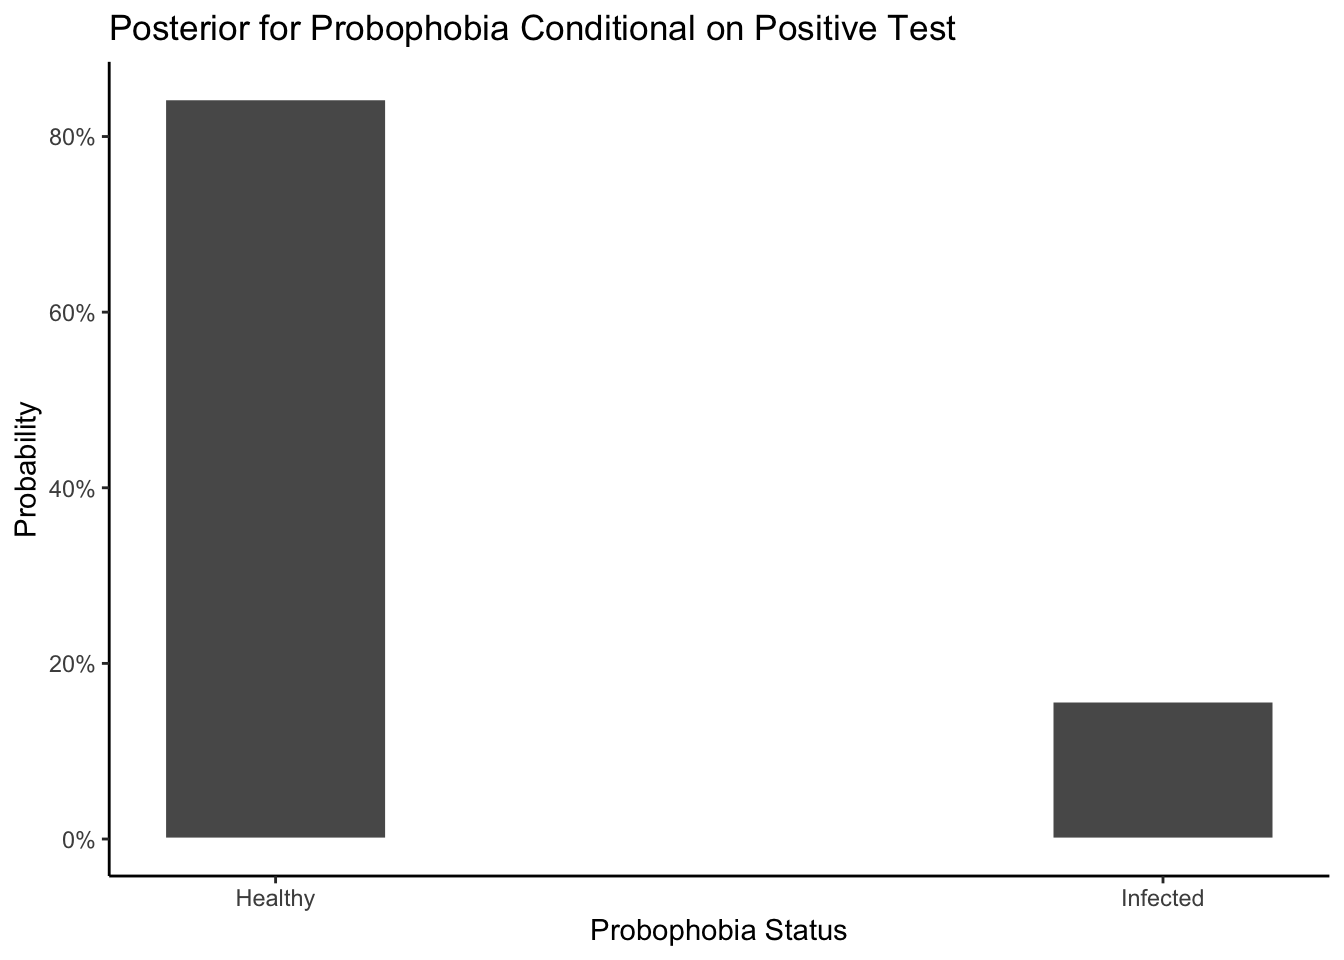 Posterior for Probophobia Conditional on Positive Test
80%
60%
40%
20%
0%
Probability
Healthy
Infected
Probophobia Status